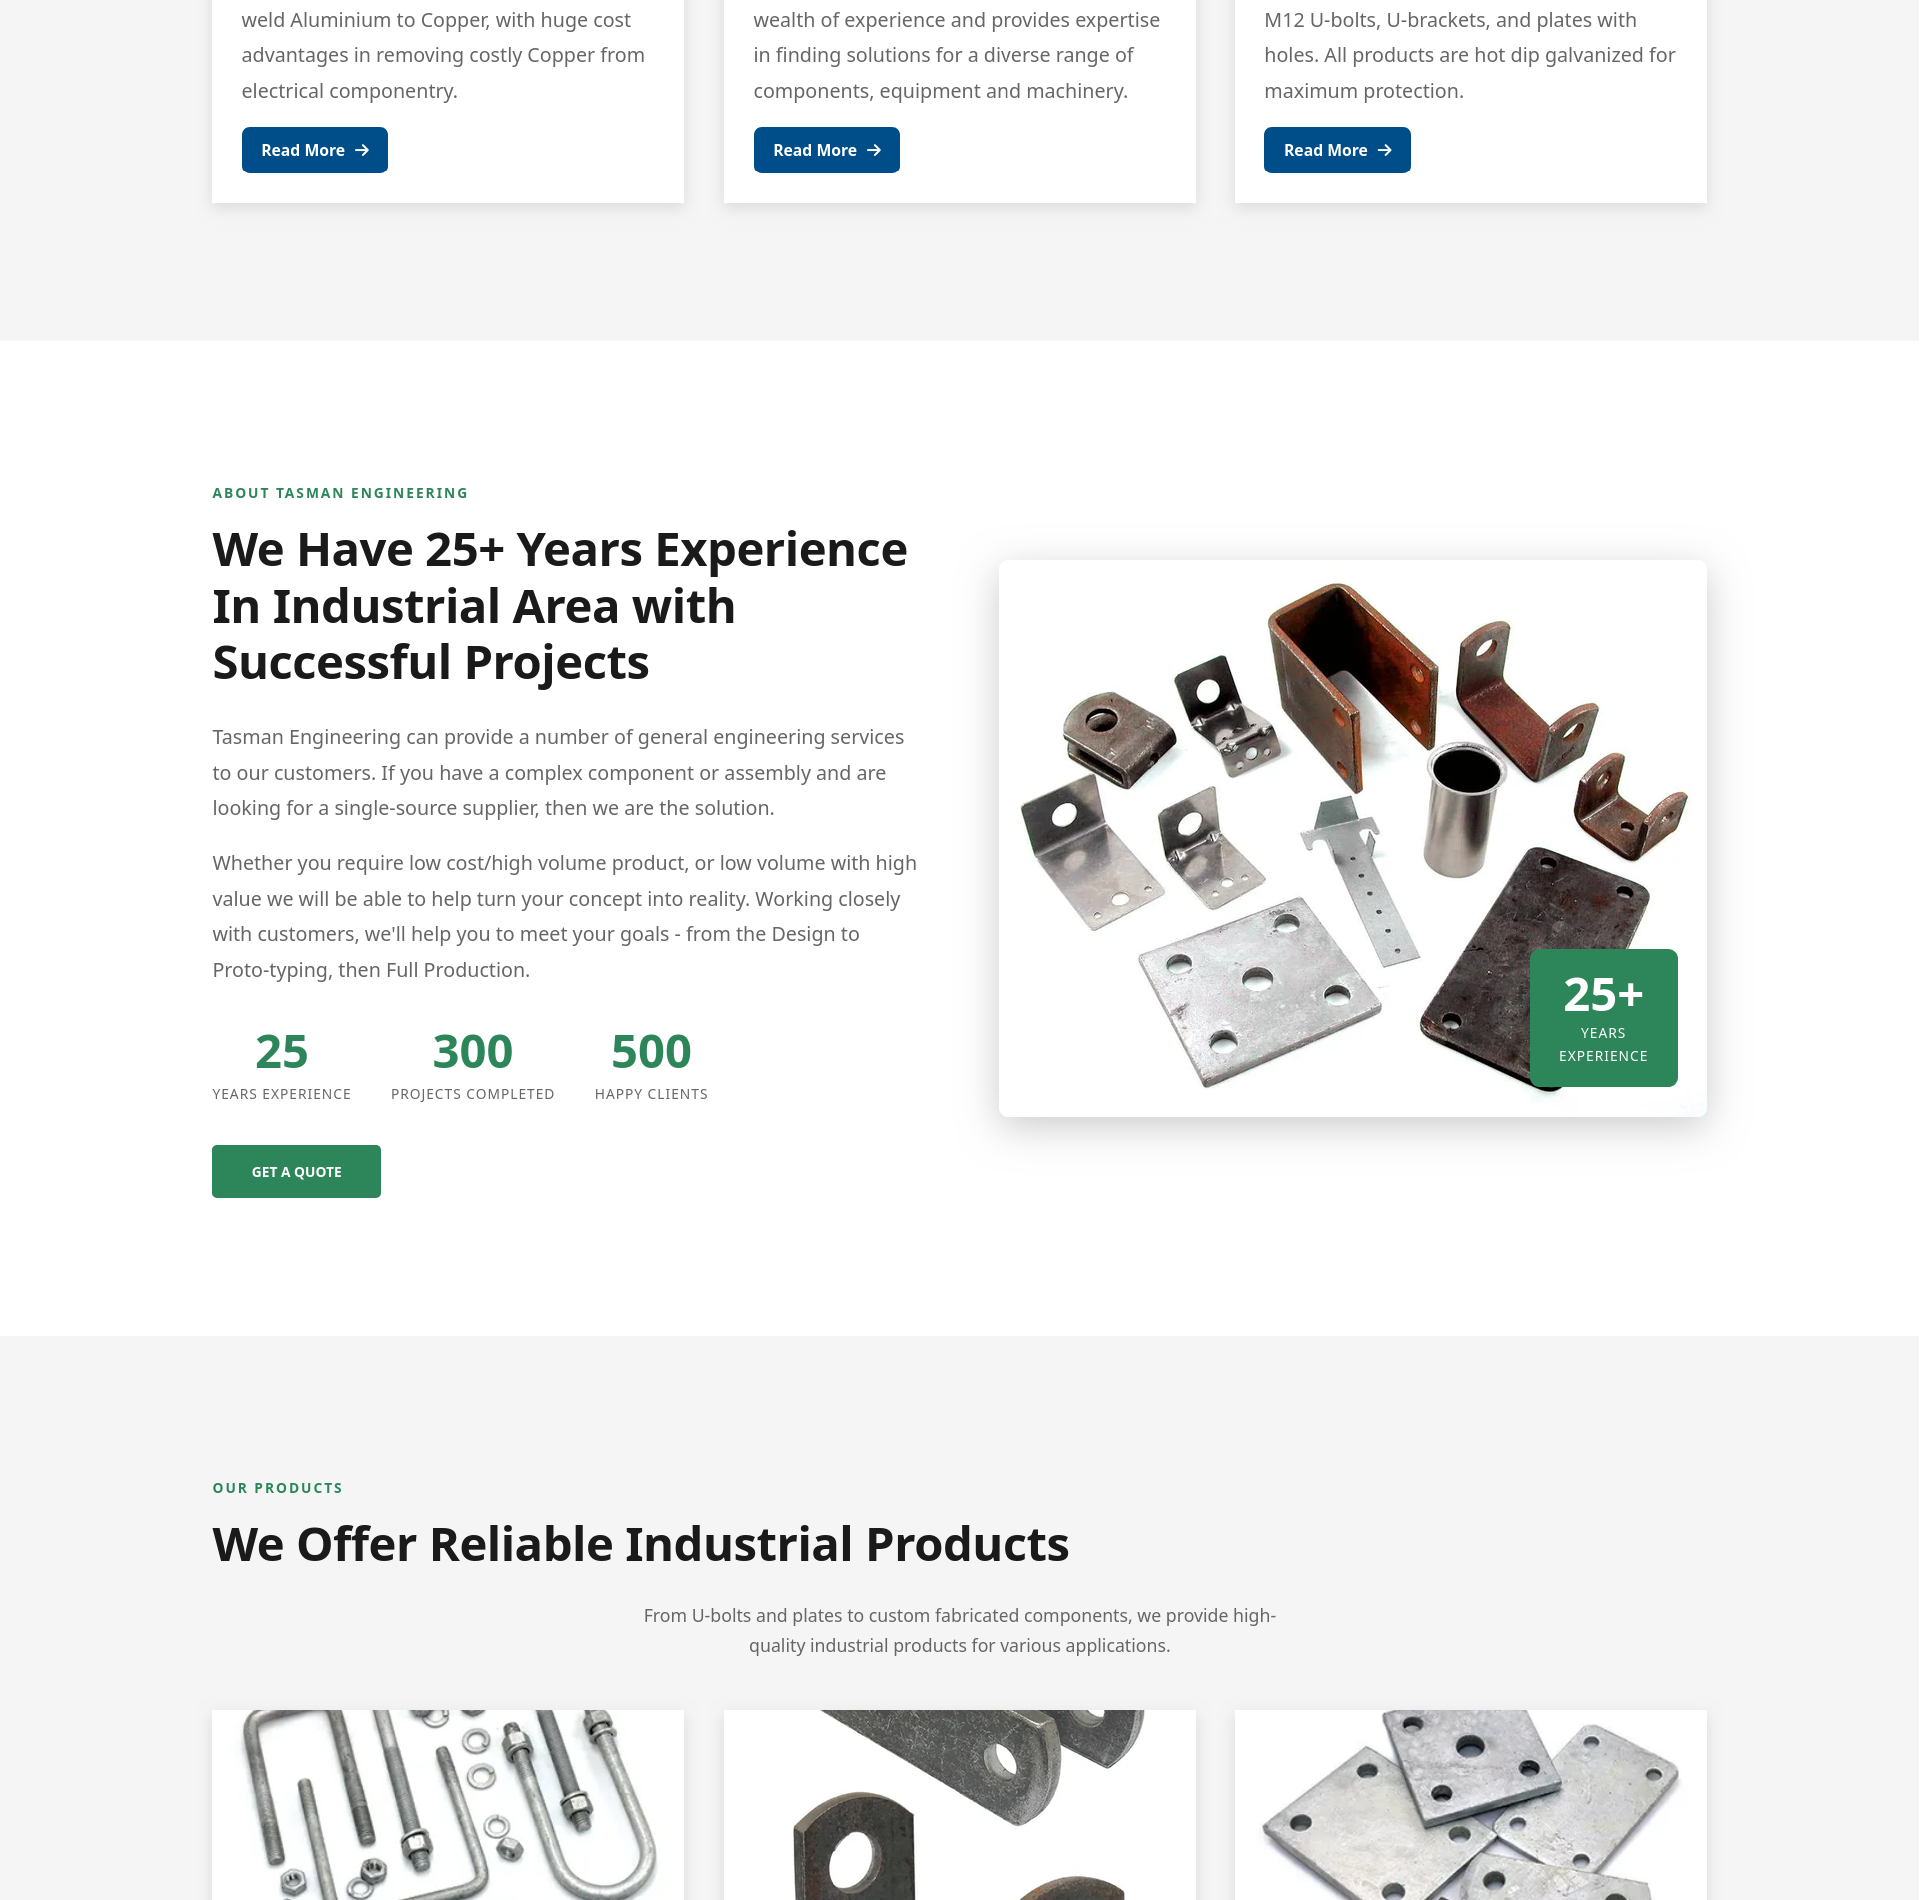 weld Aluminium to Copper, with huge cost
advantages in removing costly Copper from
electrical componentry.
Read More
wealth of experience and provides expertise
in finding solutions for a diverse range of
components, equipment and machinery.
Read More
M12 U-bolts, U-brackets, and plates with
holes. All products are hot dip galvanized for
maximum protection.
Read More
ABOUT TASMAN ENGINEERING
We Have 25+ Years Experience
In Industrial Area with
Successful Projects
Tasman Engineering can provide a number of general engineering services
to our customers. If you have a complex component or assembly and are
looking for a single-source supplier, then we are the solution.
Whether you require low cost/high volume product, or low volume with high
value we will be able to help turn your concept into reality. Working closely
with customers, we'll help you to meet your goals - from the Design to
Proto-typing, then Full Production.
25
YEARS EXPERIENCE
300
PROJECTS COMPLETED
500
HAPPY CLIENTS
GET A QUOTE
25+
YEARS
EXPERIENCE
OUR PRODUCTS
We Offer Reliable Industrial Products
From U-bolts and plates to custom fabricated components, we provide high-
quality industrial products for various applications.